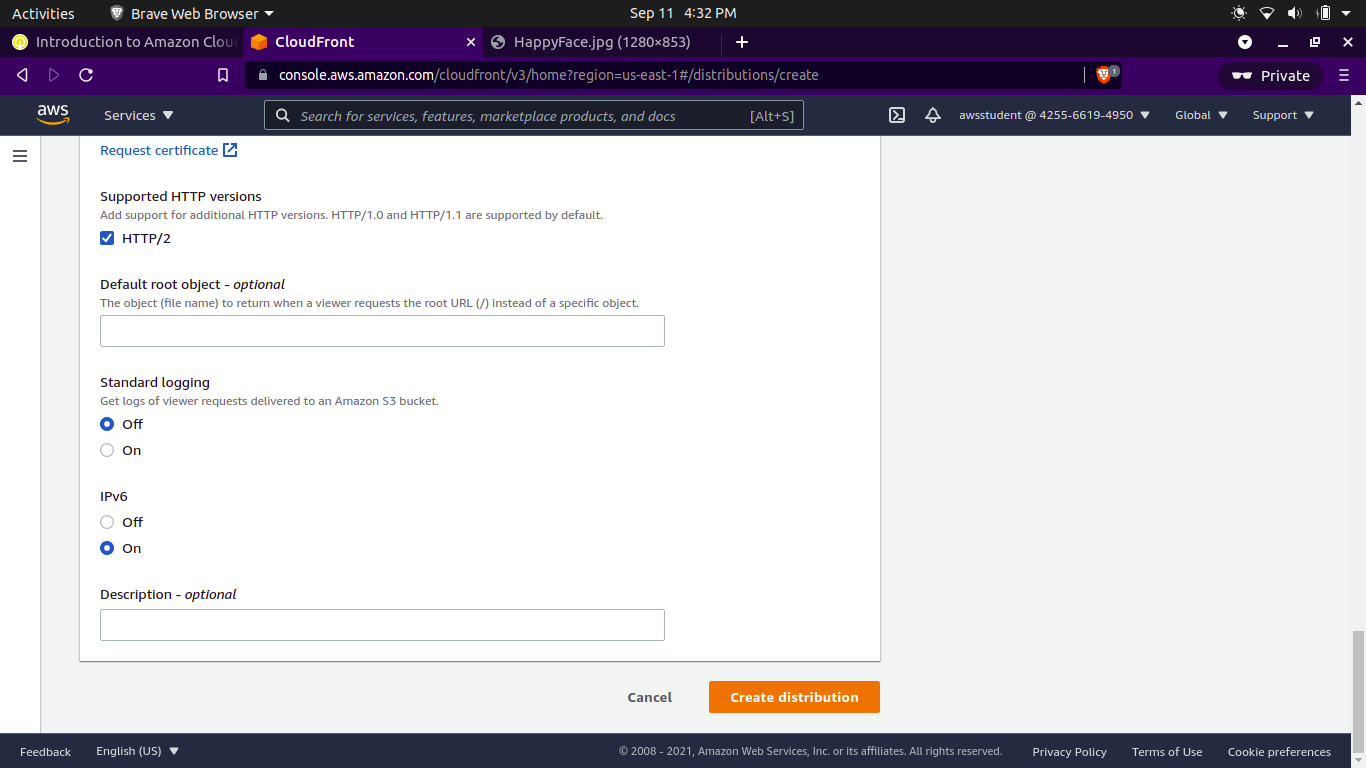 Activities Brave Web Browser Sep 11 4:32 PM
Introduction to Amazon Clou CloudFront HappyFace.jpg (1280×853)
console.aws.amazon.com/cloudfront/v3/home?region=us-east-1#/distributions/create 1 Private
aws Services Search for services, features, marketplace products, and docs [Alt+S] awsstudent @ 4255-6619-4950 Global Support
Request certificate
Supported HTTP versions
Add support for additional HTTP versions. HTTP/1.0 and HTTP/1.1 are supported by default.
HTTP/2
Default root object - optional
The object (file name) to return when a viewer requests the root URL (/) instead of a specific object.
Standard logging
Get logs of viewer requests delivered to an Amazon S3 bucket.
Off
On
IPv6
Off
On
Description - optional
Cancel Create distribution
Feedback English (US) © 2008 - 2021, Amazon Web Services, Inc. or its affiliates. All rights reserved. Privacy Policy Terms of Use Cookie preferences